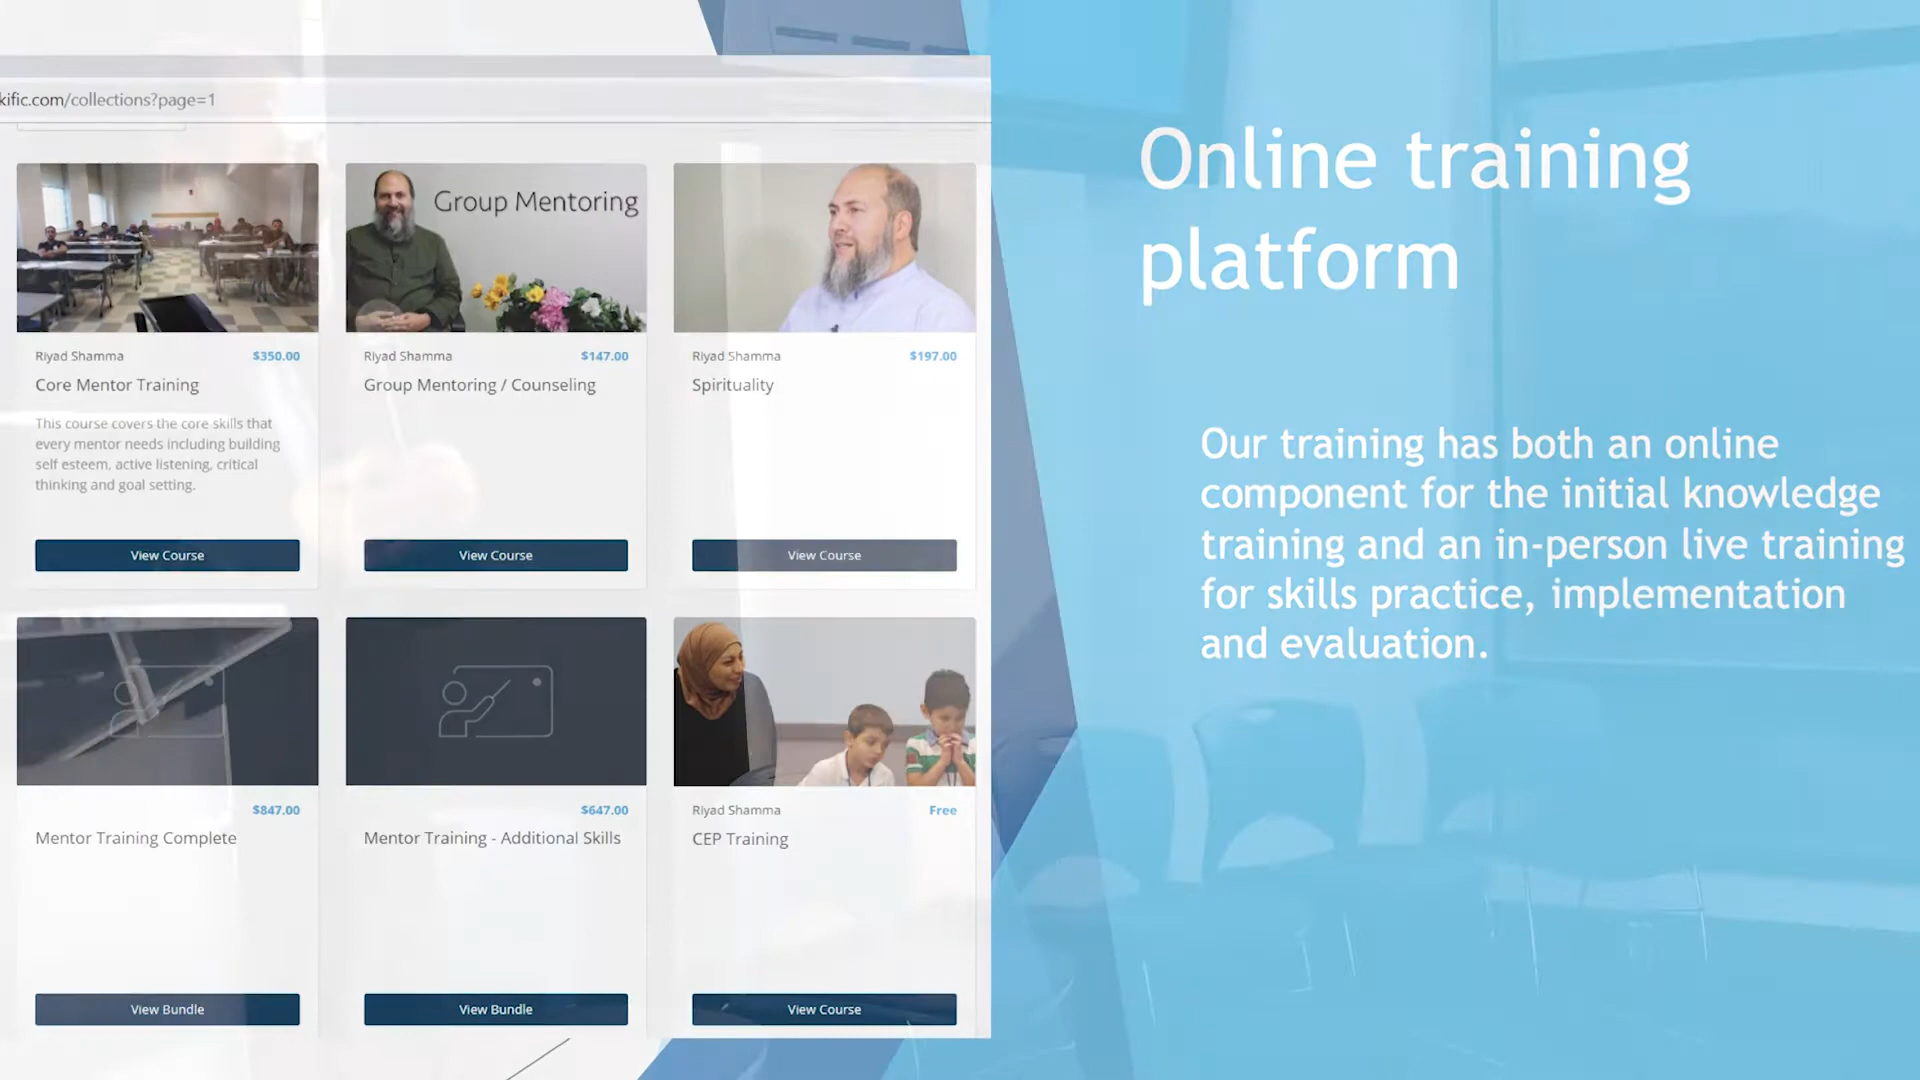 kific.com/collections?page=1
Group Mentoring
Riyad Shamma $350.00
Core Mentor Training
This course covers the core skills that
every mentor needs including building
self esteem, active listening, critical
thinking and goal setting.
View Course
Riyad Shamma $147.00
Group Mentoring / Counseling
View Course
Riyad Shamma $197.00
Spirituality
View Course
$847.00
Mentor Training Complete
View Bundle
$647.00
Mentor Training - Additional Skills
View Bundle
Riyad Shamma Free
CEP Training
View Course
Online training
platform
Our training has both an online
component for the initial knowledge
training and an in-person live training
for skills practice, implementation
and evaluation.